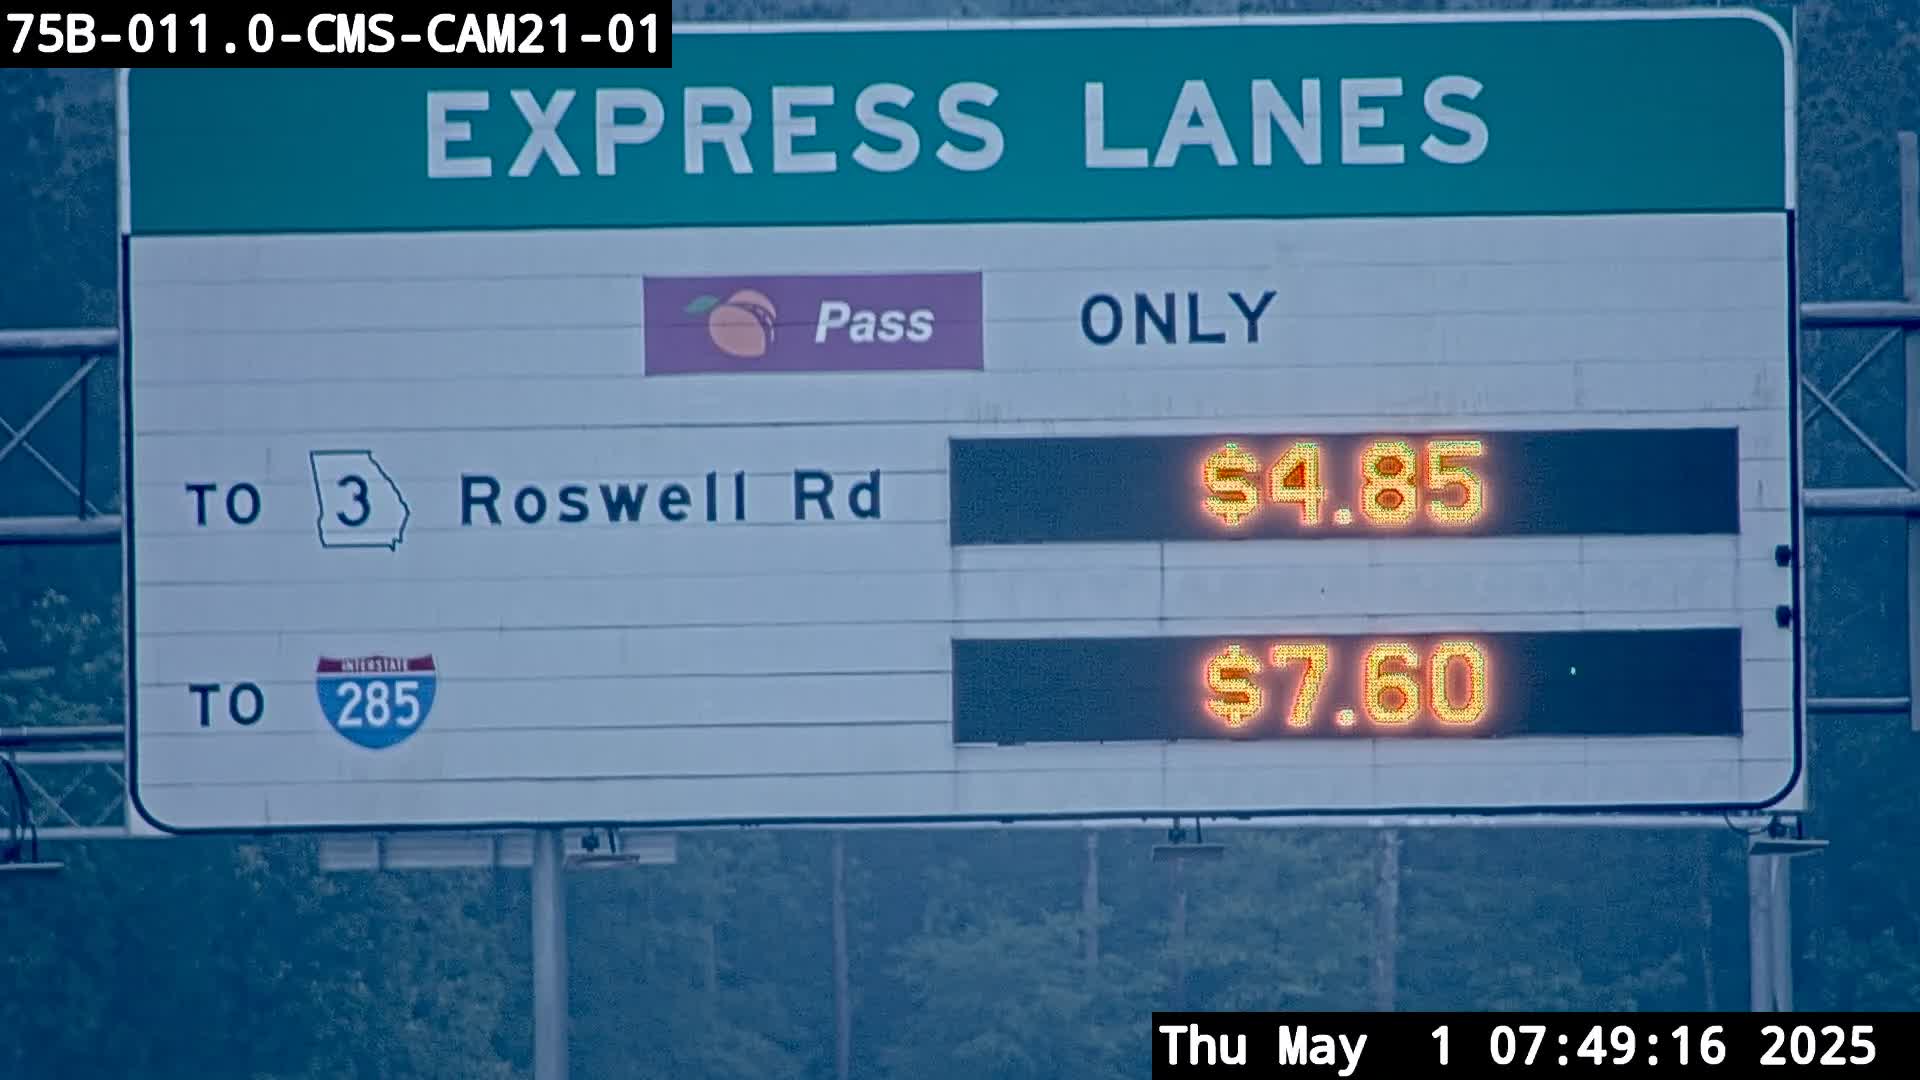 75B-011.0-CMS-CAM21-01
EXPRESS LANES
Pass ONLY
TO 3 Roswell Rd $4.85
TO INTERSTATE 285 $7.60
Thu May 1 07:49:16 2025